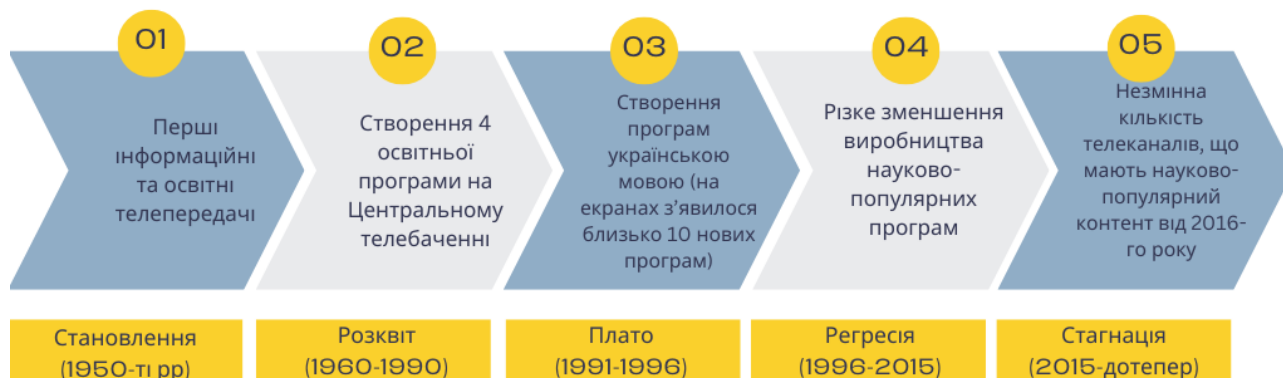 01
Перші
інформаційні
та освітні
телепередачі
02
Створення 4
освітньої
програми на
Центральному
телебаченні
03
Створення
програм
українською
мовою (на
екранах з’явилося
близько 10 нових
програм)
04
Різке зменшення
виробництва
науково-
популярних
програм
05
Незмінна
кількість
телеканалів, що
мають науково-
популярний
контент від 2016-
го року
Становлення
(1950-ті рр)
Розквіт
(1960-1990)
Плато
(1991-1996)
Регресія
(1996-2015)
Стагнація
(2015-дотепер)